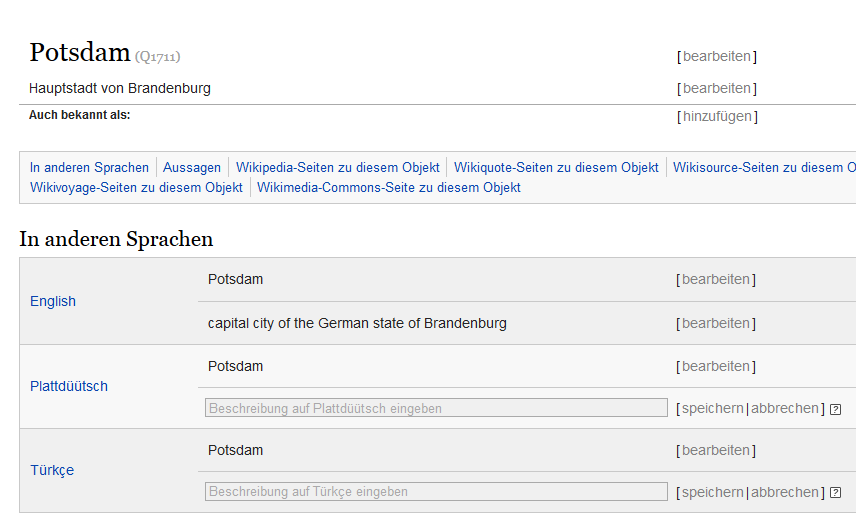 Potsdam (Q1711) [bearbeiten]
Hauptstadt von Brandenburg [bearbeiten]
Auch bekannt als: [hinzufügen]
In anderen Sprachen | Aussagen | Wikipedia-Seiten zu diesem Objekt | Wikiquote-Seiten zu diesem Objekt | Wikisource-Seiten zu diesem O
Wikivoyage-Seiten zu diesem Objekt | Wikimedia-Commons-Seite zu diesem Objekt
In anderen Sprachen
Potsdam [bearbeiten]
English
capital city of the German state of Brandenburg [bearbeiten]
Potsdam [bearbeiten]
Plattdüütsch
Beschreibung auf Plattdüütsch eingeben [speichern|abbrechen] ?
Potsdam [bearbeiten]
Türkçe
Beschreibung auf Türkçe eingeben [speichern|abbrechen] ?